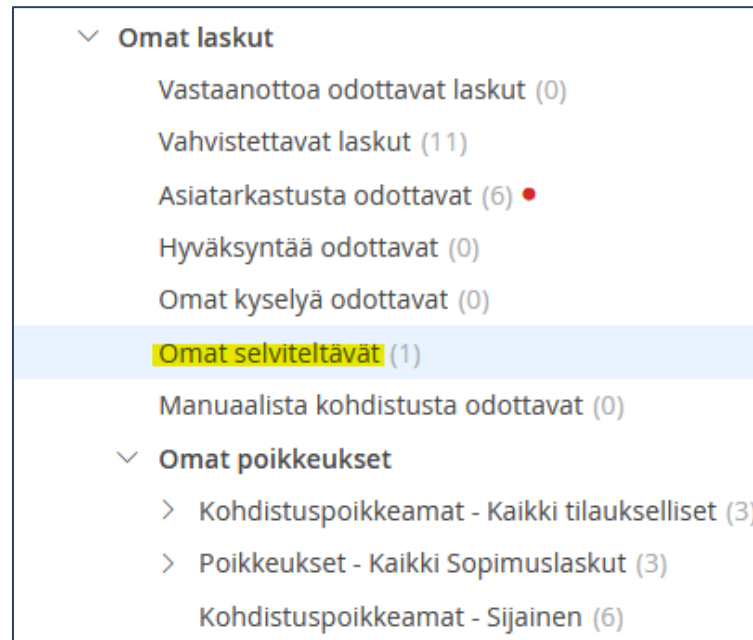 Omat laskut
Vastaanottoa odottavat laskut (0)
Vahvistettavat laskut (11)
Asiatarkastusta odottavat (6)
Hyväksyntää odottavat (0)
Omat kyselyä odottavat (0)
Omat selviteltävät (1)
Manuaalista kohdistusta odottavat (0)
Omat poikkeukset
Kohdistuspoikkeamat - Kaikki tilaukselliset (3)
Poikkeukset - Kaikki Sopimuslaskut (3)
Kohdistuspoikkeamat - Sijainen (6)